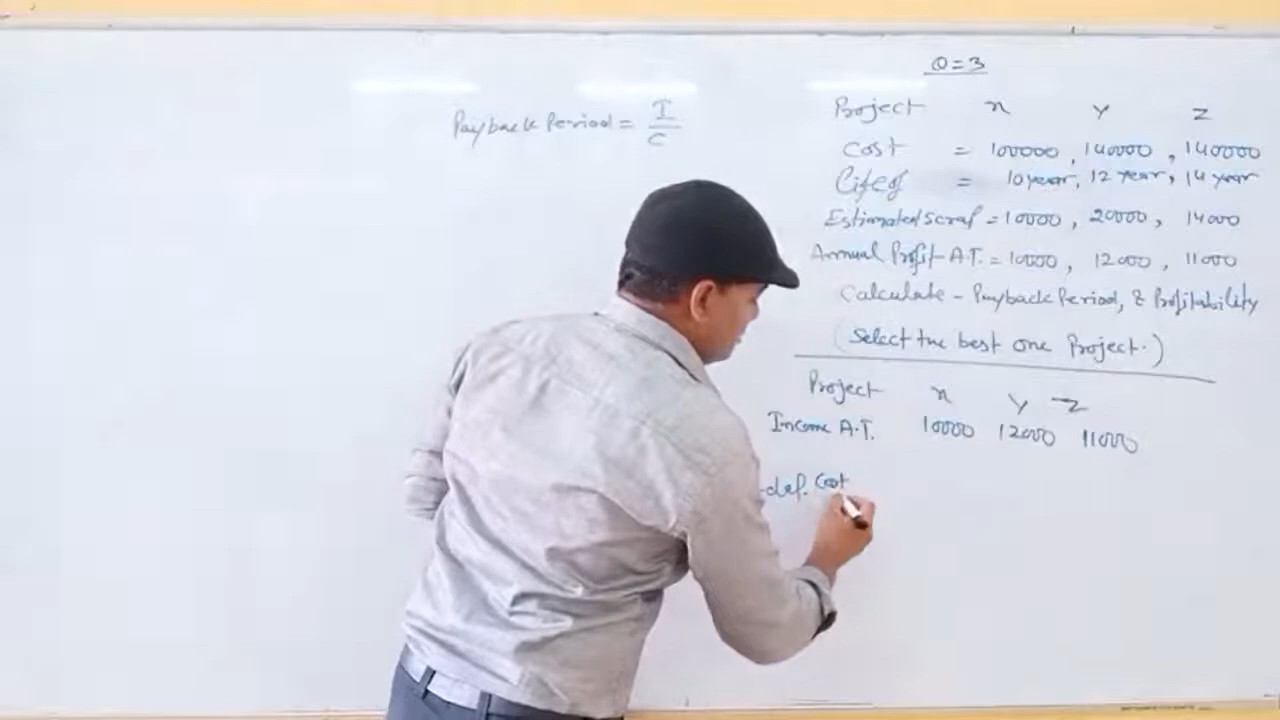 Payback Period = I/C
Q=3
Project x Y Z
Cost = 100000, 140000, 140000
Life of = 10 year, 12 year, 14 year
Estimated Scrap = 10000, 20000, 14000
Annual Profit A.T. = 10000, 12000, 11000
Calculate - Payback Period, & Profitability
(Select the best one Project.)
Project x Y Z
Income A.T. 10000 12000 11000
dep. Cost